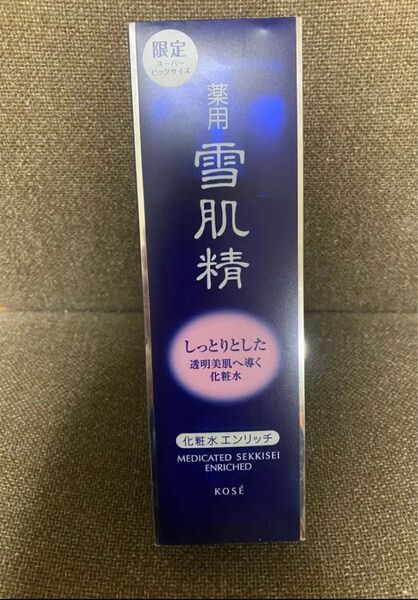 限定
スーパー
ビッグサイズ
薬用
雪肌精
しっとりとした
透明美肌へ導く
化粧水
化粧水 エンリッチ
MEDICATED SEKKISEI
ENRICHED
KOSÉ